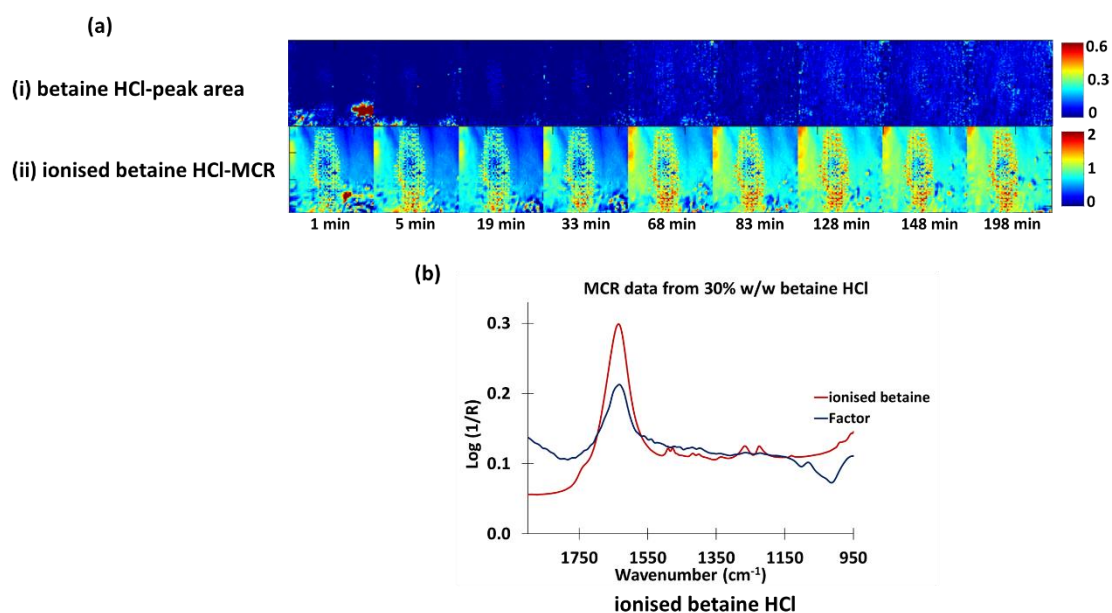 (a)
(i) betaine HCl-peak area
0.6
0.3
0
(ii) ionised betaine HCl-MCR
2
1
0
1 min 5 min 19 min 33 min 68 min 83 min 128 min 148 min 198 min
(b)
MCR data from 30% w/w betaine HCl
0.3
0.2
0.1
0.0
Log (1/R)
ionised betaine
Factor
1750 1550 1350 1150 950
Wavenumber (cm⁻¹)
ionised betaine HCl